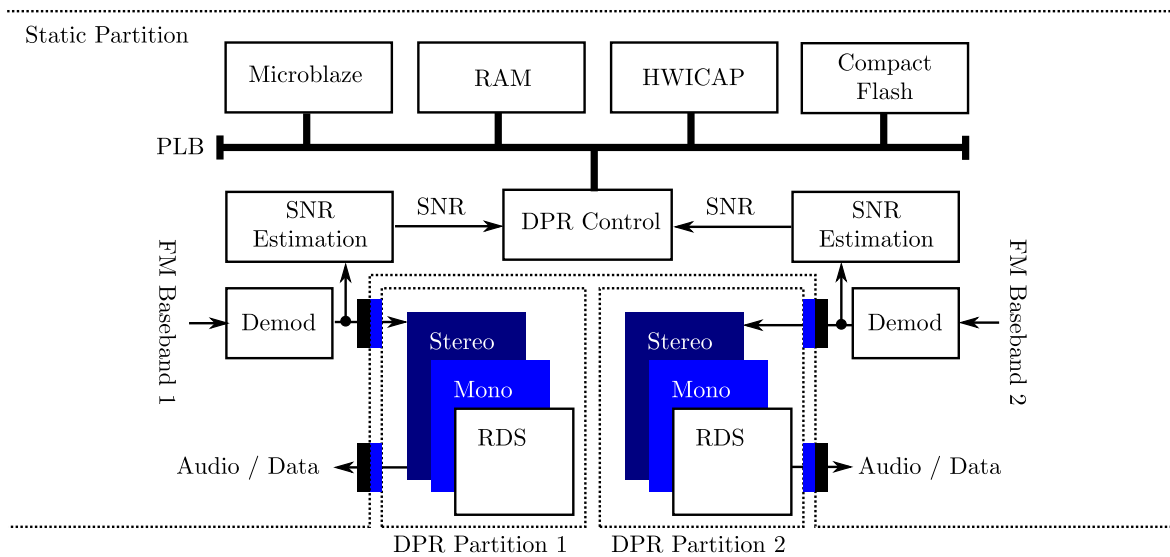 Static Partition
Microblaze
RAM
HWICAP
Compact
Flash
PLB
SNR
Estimation
SNR
DPR Control
SNR
SNR
Estimation
FM Baseband 1
Demod
Stereo
Mono
RDS
Audio / Data
Stereo
Mono
RDS
Demod
FM Baseband 2
Audio / Data
DPR Partition 1
DPR Partition 2